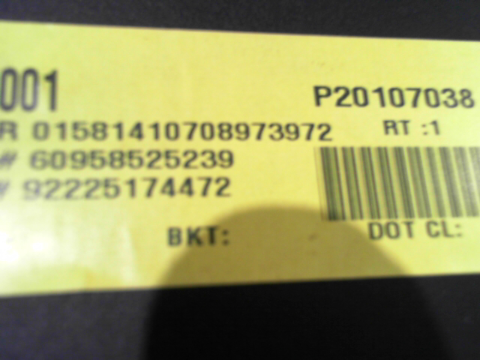 001 P20107038
R 01581410708973972 RT :1
# 60958525239
# 92225174472
BKT: DOT CL: